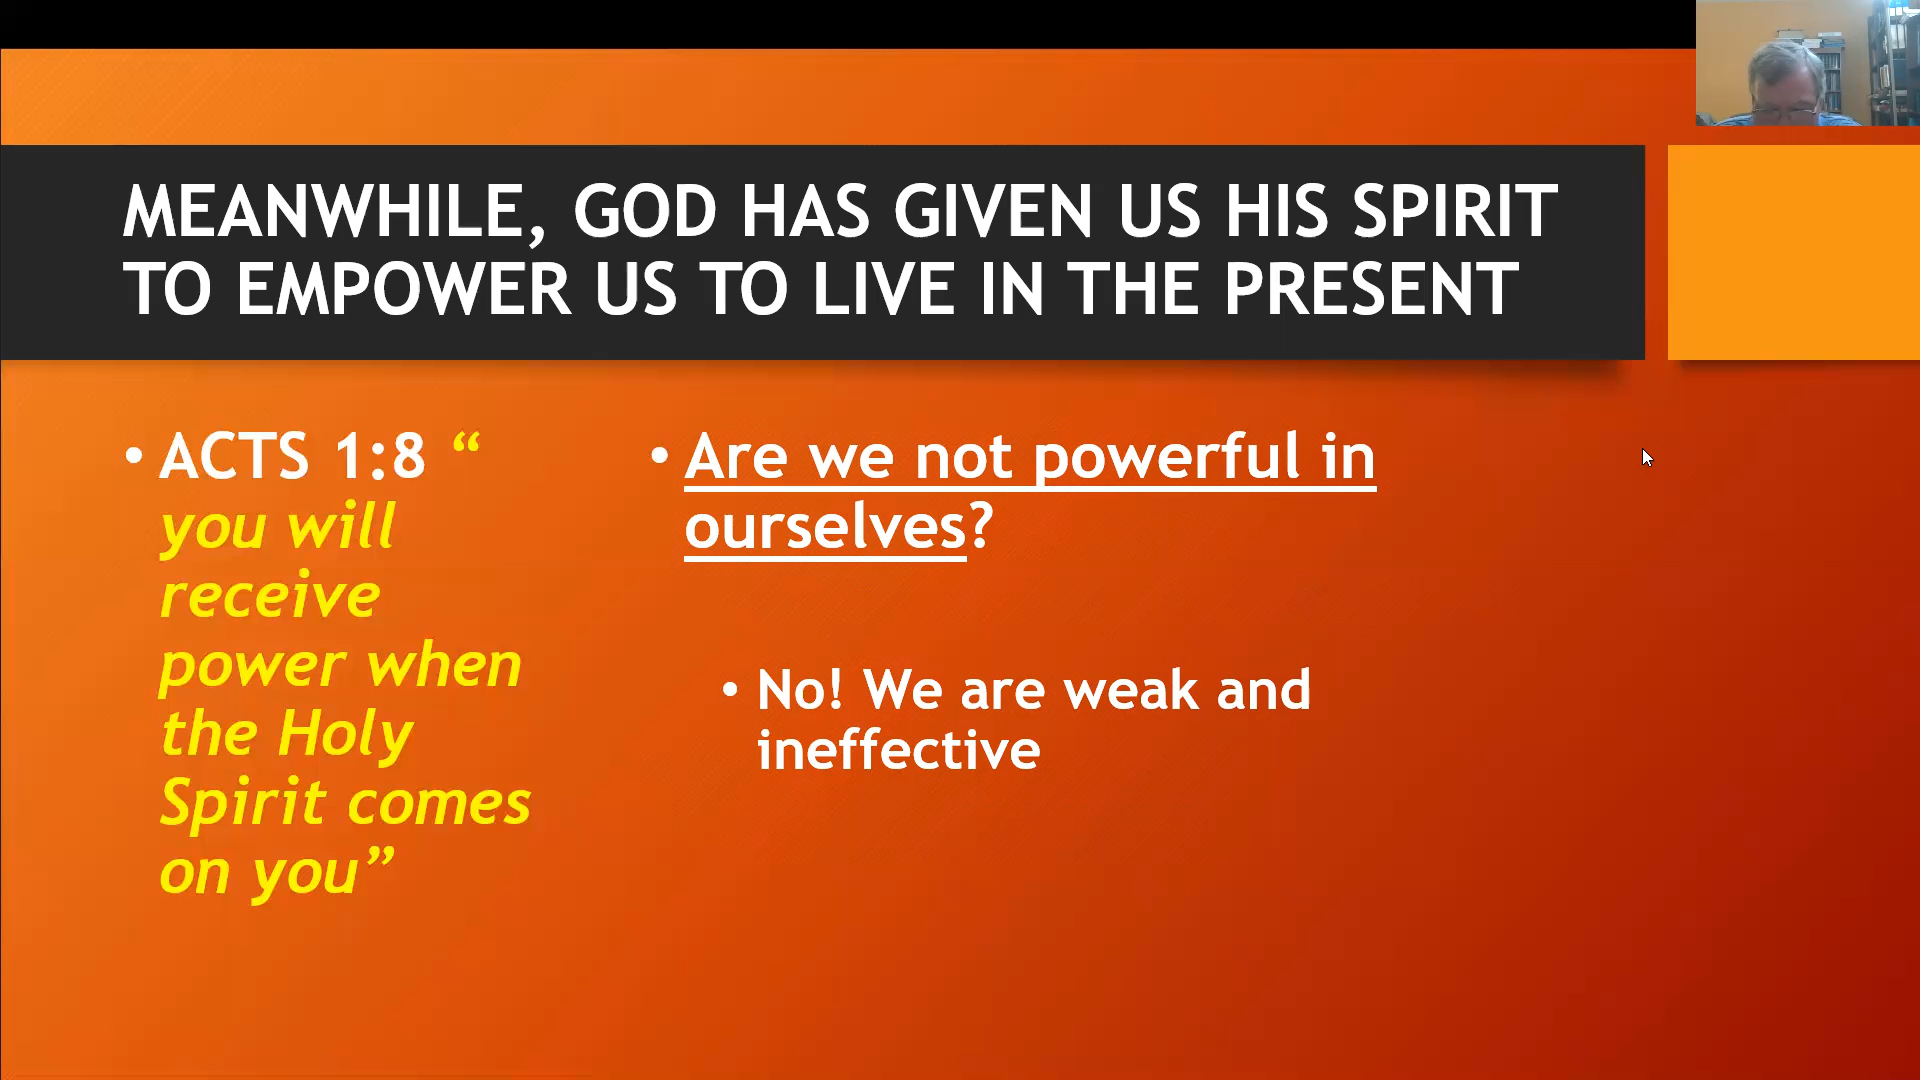 MEANWHILE, GOD HAS GIVEN US HIS SPIRIT
TO EMPOWER US TO LIVE IN THE PRESENT
• ACTS 1:8 “
you will
receive
power when
the Holy
Spirit comes
on you”
• Are we not powerful in
ourselves?
• No! We are weak and
ineffective